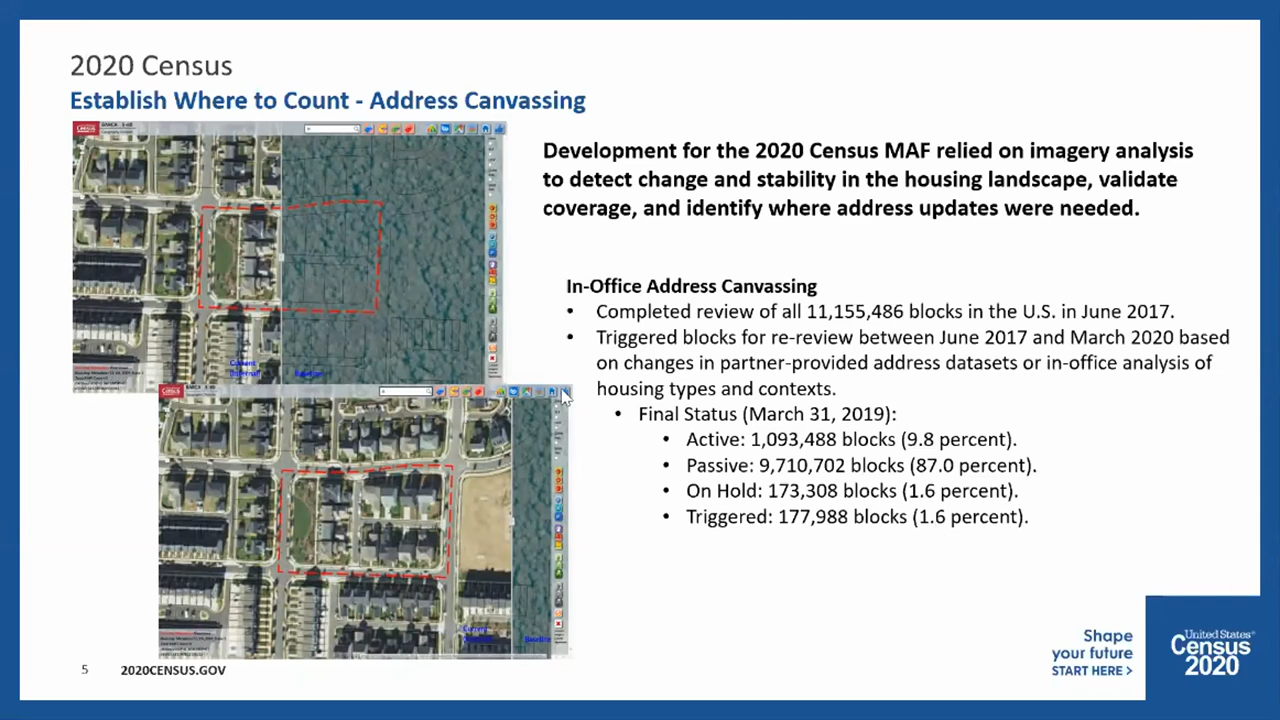 2020 Census
Establish Where to Count - Address Canvassing
Development for the 2020 Census MAF relied on imagery analysis
to detect change and stability in the housing landscape, validate
coverage, and identify where address updates were needed.
In-Office Address Canvassing
• Completed review of all 11,155,486 blocks in the U.S. in June 2017.
• Triggered blocks for re-review between June 2017 and March 2020 based
on changes in partner-provided address datasets or in-office analysis of
housing types and contexts.
• Final Status (March 31, 2019):
• Active: 1,093,488 blocks (9.8 percent).
• Passive: 9,710,702 blocks (87.0 percent).
• On Hold: 173,308 blocks (1.6 percent).
• Triggered: 177,988 blocks (1.6 percent).
Census
Current
Baseline
Census
Current
Baseline
5
2020CENSUS.GOV
Shape
your future
START HERE >
United States®
Census
2020